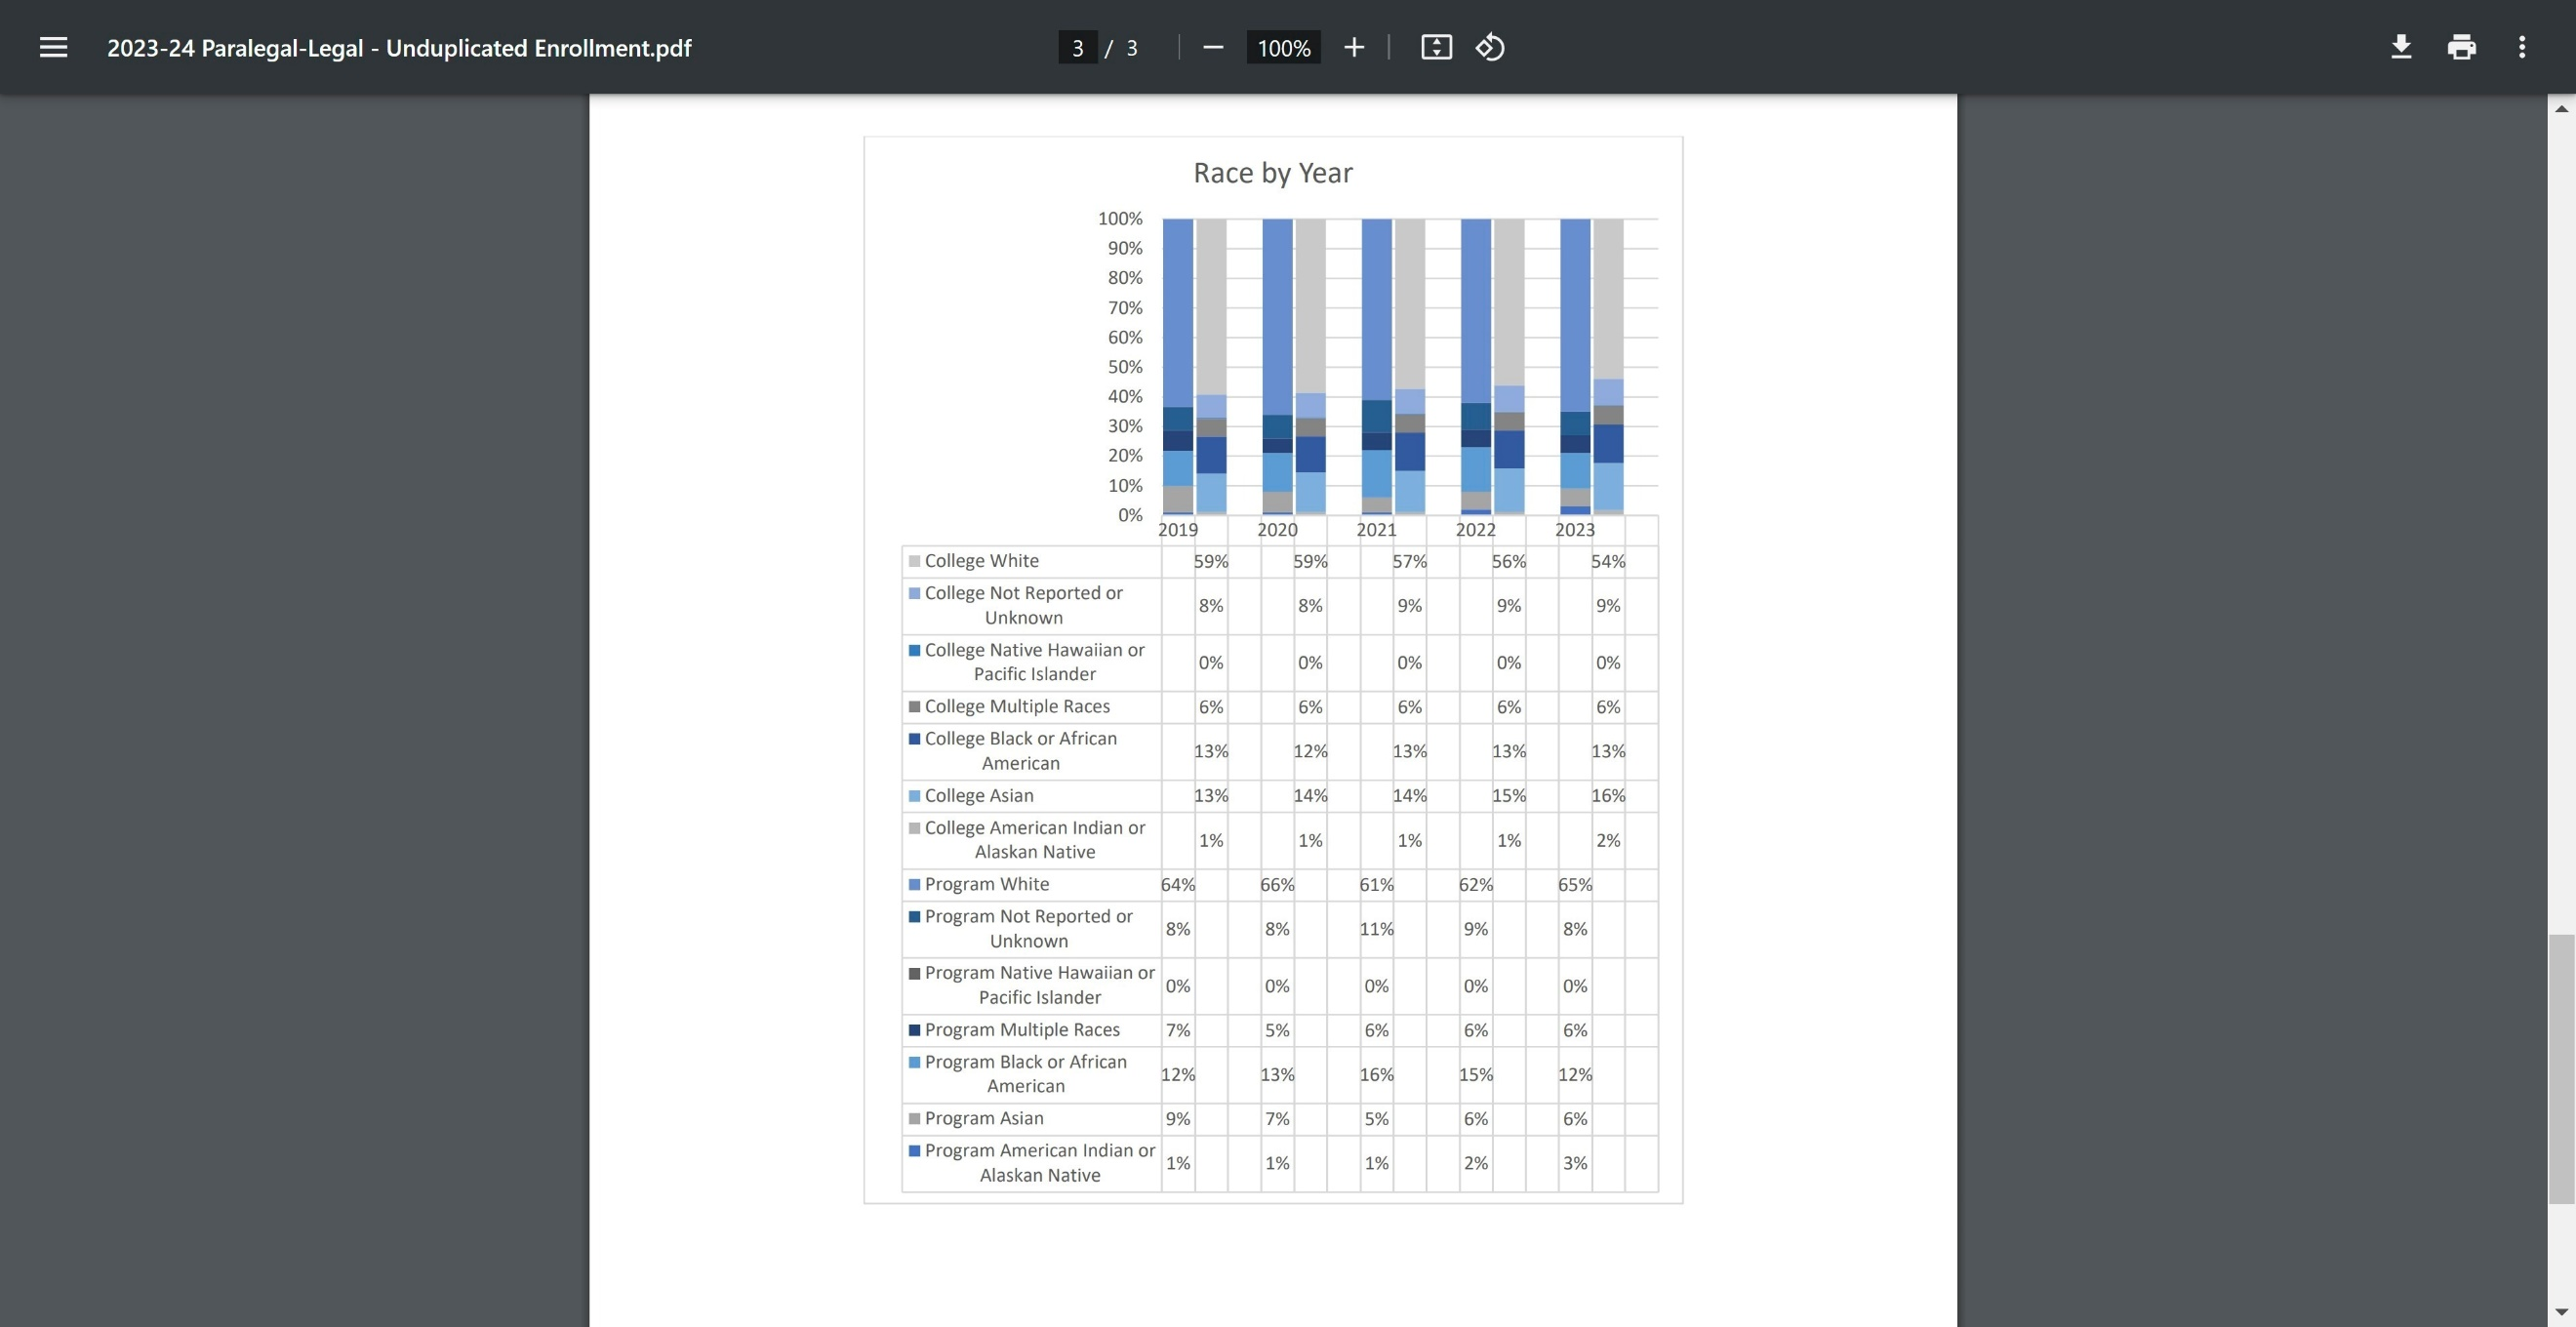 2023-24 Paralegal-Legal - Unduplicated Enrollment.pdf
3 / 3
100%
Race by Year
100%
90%
80%
70%
60%
50%
40%
30%
20%
10%
0%
2019 2020 2021 2022 2023
College White 59% 59% 57% 56% 54%
College Not Reported or
Unknown 8% 8% 9% 9% 9%
College Native Hawaiian or
Pacific Islander 0% 0% 0% 0% 0%
College Multiple Races 6% 6% 6% 6% 6%
College Black or African
American 13% 12% 13% 13% 13%
College Asian 13% 14% 14% 15% 16%
College American Indian or
Alaskan Native 1% 1% 1% 1% 2%
Program White 64% 66% 61% 62% 65%
Program Not Reported or
Unknown 8% 8% 11% 9% 8%
Program Native Hawaiian or
Pacific Islander 0% 0% 0% 0% 0%
Program Multiple Races 7% 5% 6% 6% 6%
Program Black or African
American 12% 13% 16% 15% 12%
Program Asian 9% 7% 5% 6% 6%
Program American Indian or
Alaskan Native 1% 1% 1% 2% 3%